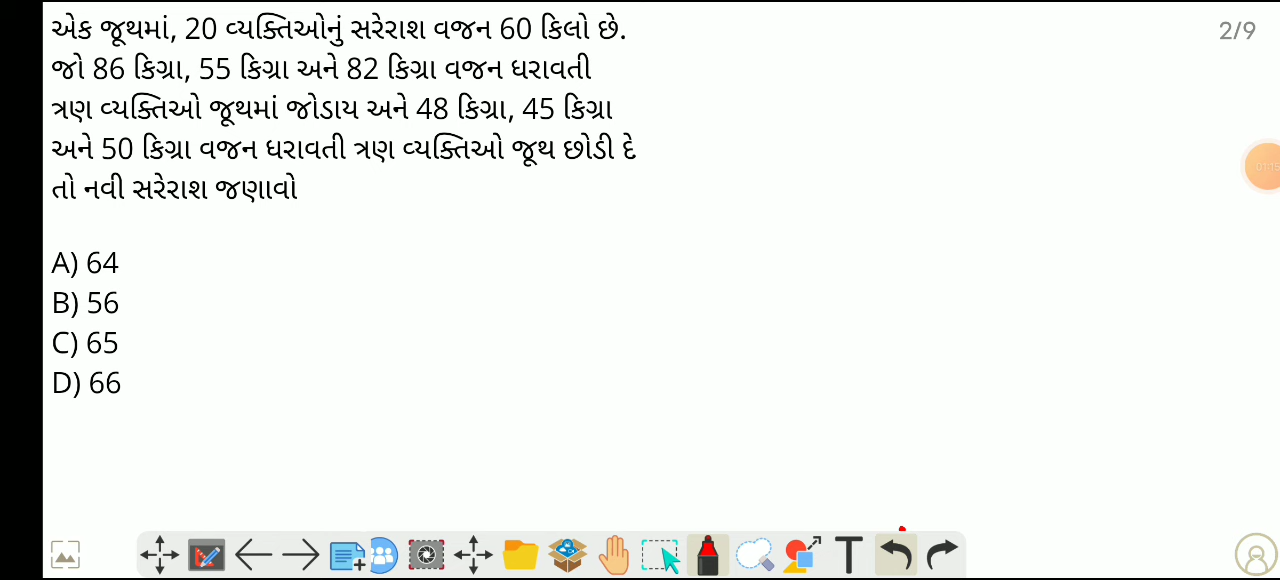 એક જૂથમાં, 20 વ્યક્તિઓનું સરેરાશ વજન 60 કિલો છે.
2/9
જો 86 કિગ્રા, 55 કિગ્રા અને 82 કિગ્રા વજન ધરાવતી
ત્રણ વ્યક્તિઓ જૂથમાં જોડાય અને 48 કિગ્રા, 45 કિગ્રા
અને 50 કિગ્રા વજન ધરાવતી ત્રણ વ્યક્તિઓ જૂથ છોડી દે
તો નવી સરેરાશ જણાવો
A) 64
B) 56
C) 65
D) 66
T